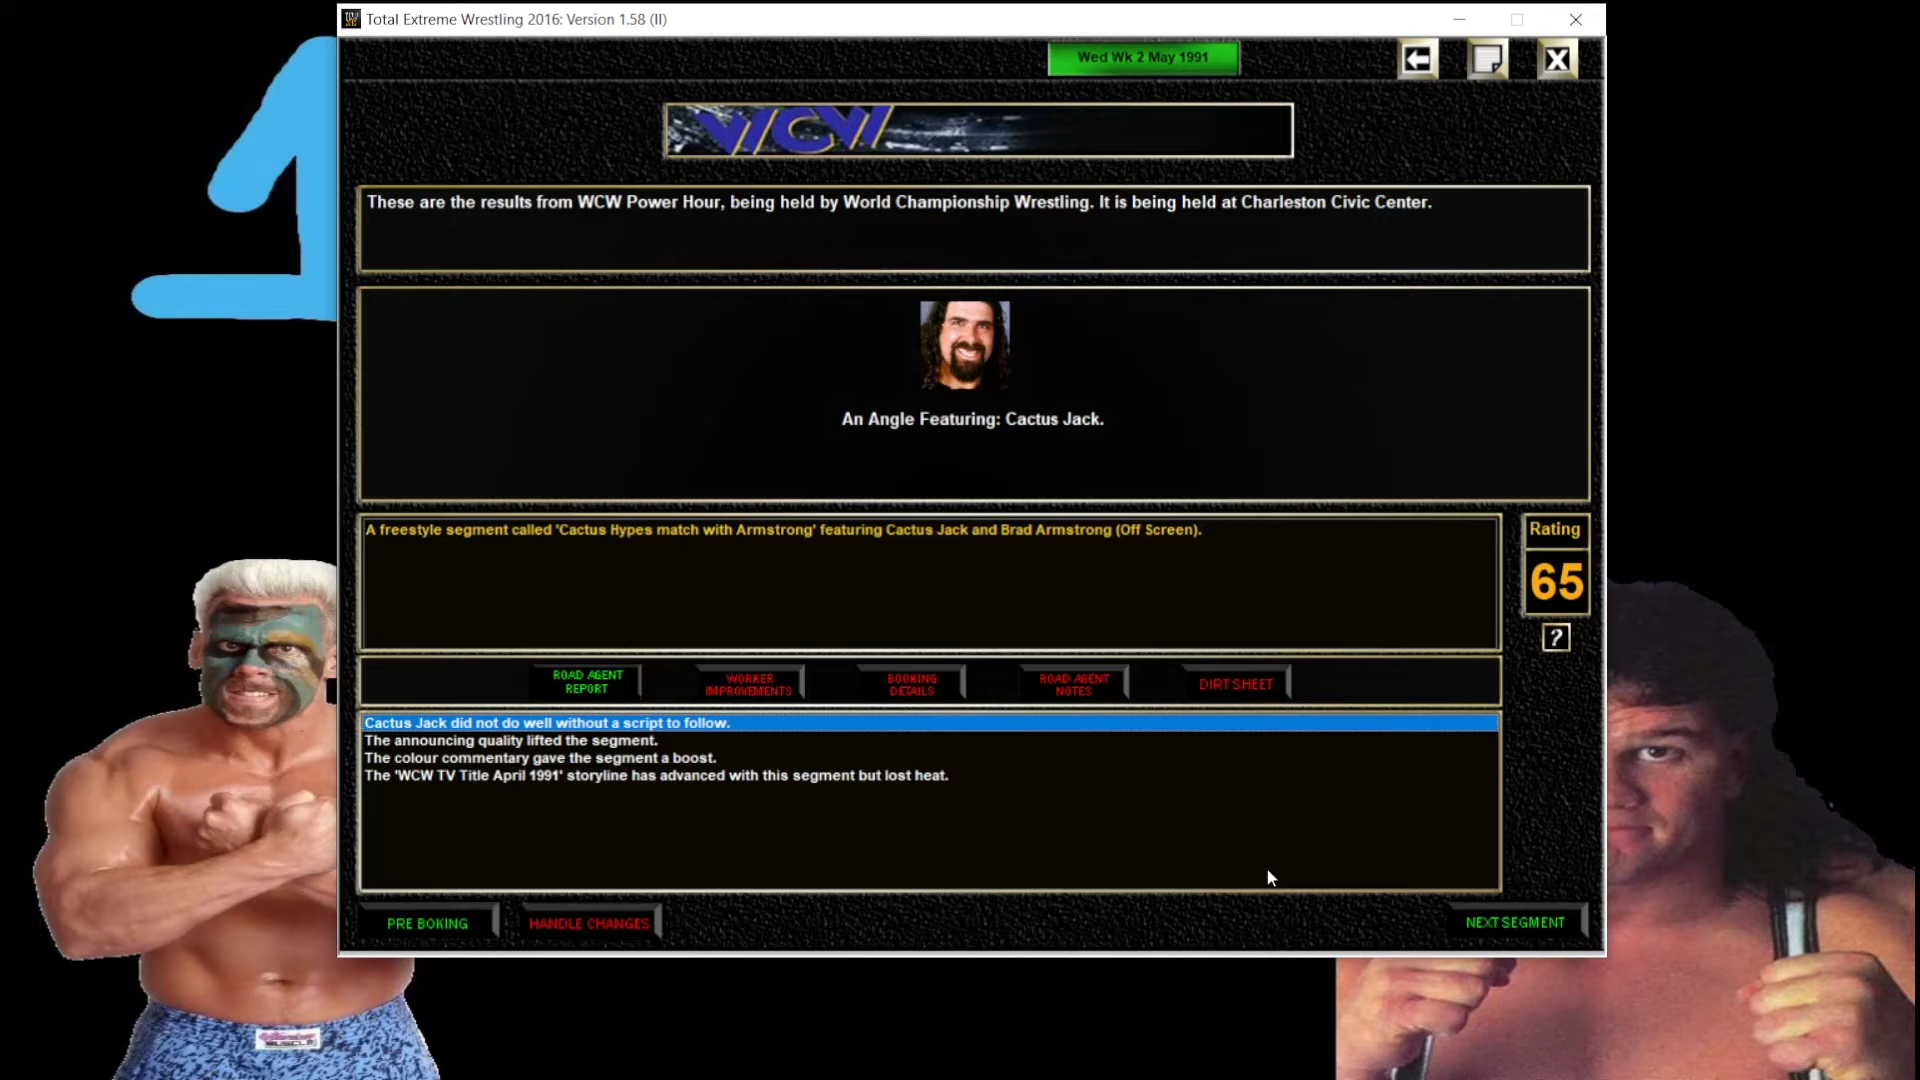 Total Extreme Wrestling 2016: Version 1.58 (II)
Wed Wk 2 May 1991
WCW
These are the results from WCW Power Hour, being held by World Championship Wrestling. It is being held at Charleston Civic Center.
An Angle Featuring: Cactus Jack.
A freestyle segment called 'Cactus Hypes match with Armstrong' featuring Cactus Jack and Brad Armstrong (Off Screen).
Rating
65
?
ROAD AGENT REPORT
WORKER IMPROVEMENTS
BOOKING DETAILS
ROAD AGENT NOTES
DIRT SHEET
Cactus Jack did not do well without a script to follow.
The announcing quality lifted the segment.
The colour commentary gave the segment a boost.
The 'WCW TV Title April 1991' storyline has advanced with this segment but lost heat.
PRE BOKING
HANDLE CHANGES
NEXT SEGMENT